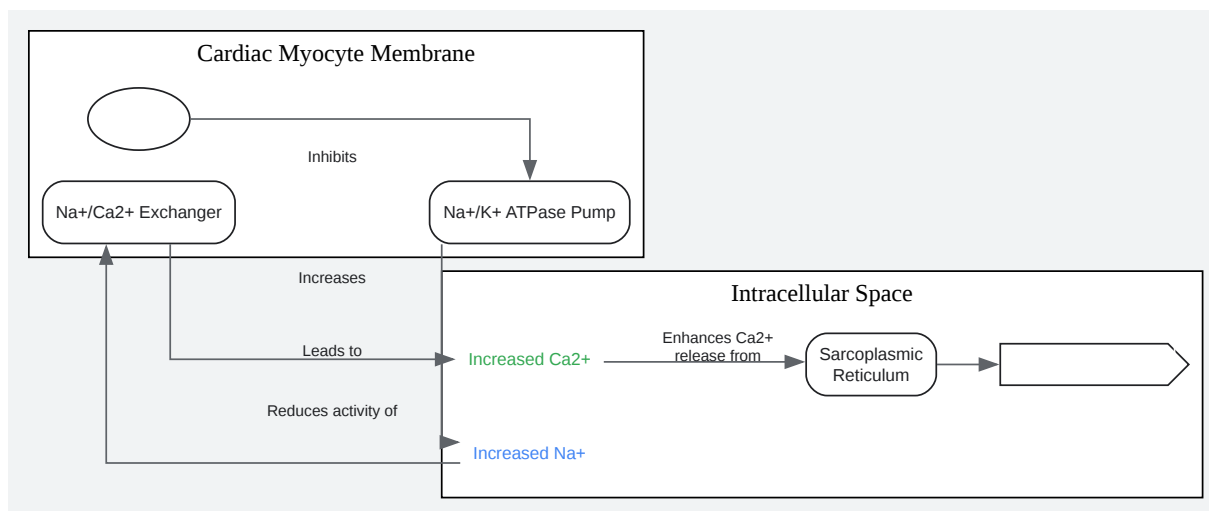 Cardiac Myocyte Membrane
Inhibits
Na+/Ca2+ Exchanger
Na+/K+ ATPase Pump
Increases
Intracellular Space
Leads to
Increased Ca2+
Enhances Ca2+
release from
Sarcoplasmic
Reticulum
Reduces activity of
Increased Na+